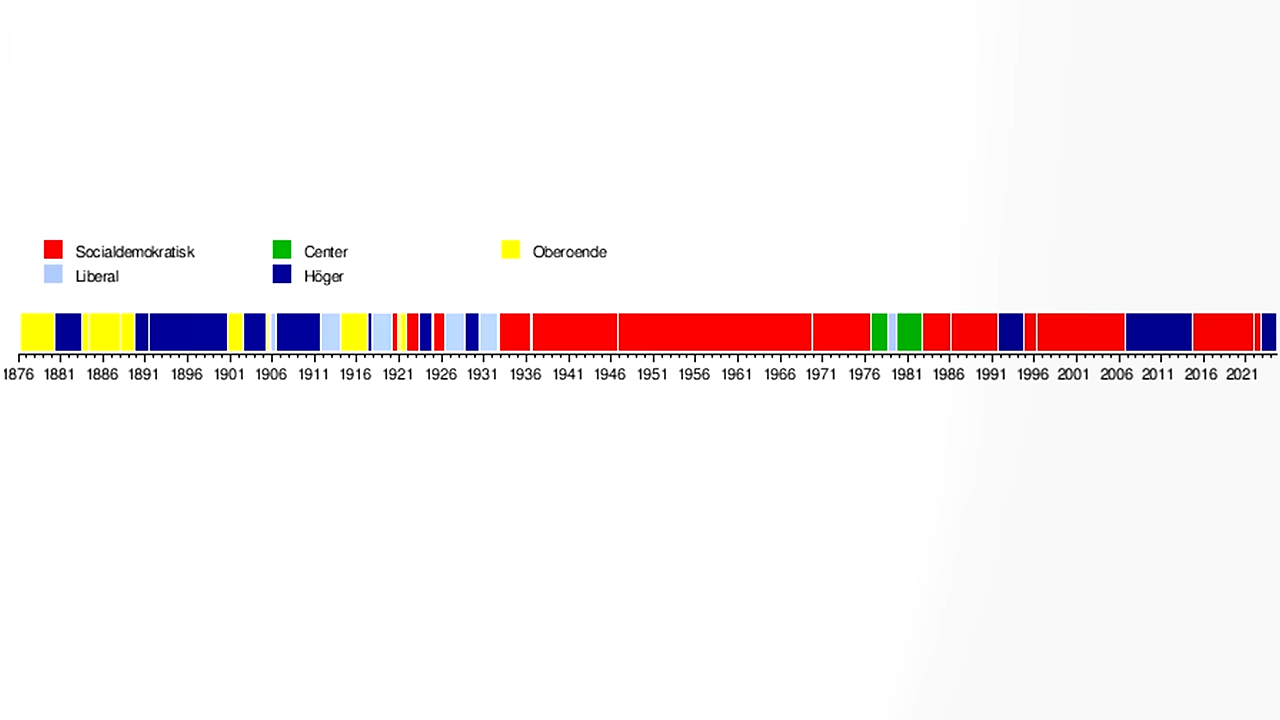 Socialdemokratisk Center Oberoende
Liberal Höger
1876 1881 1886 1891 1896 1901 1906 1911 1916 1921 1926 1931 1936 1941 1946 1951 1956 1961 1966 1971 1976 1981 1986 1991 1996 2001 2006 2011 2016 2021